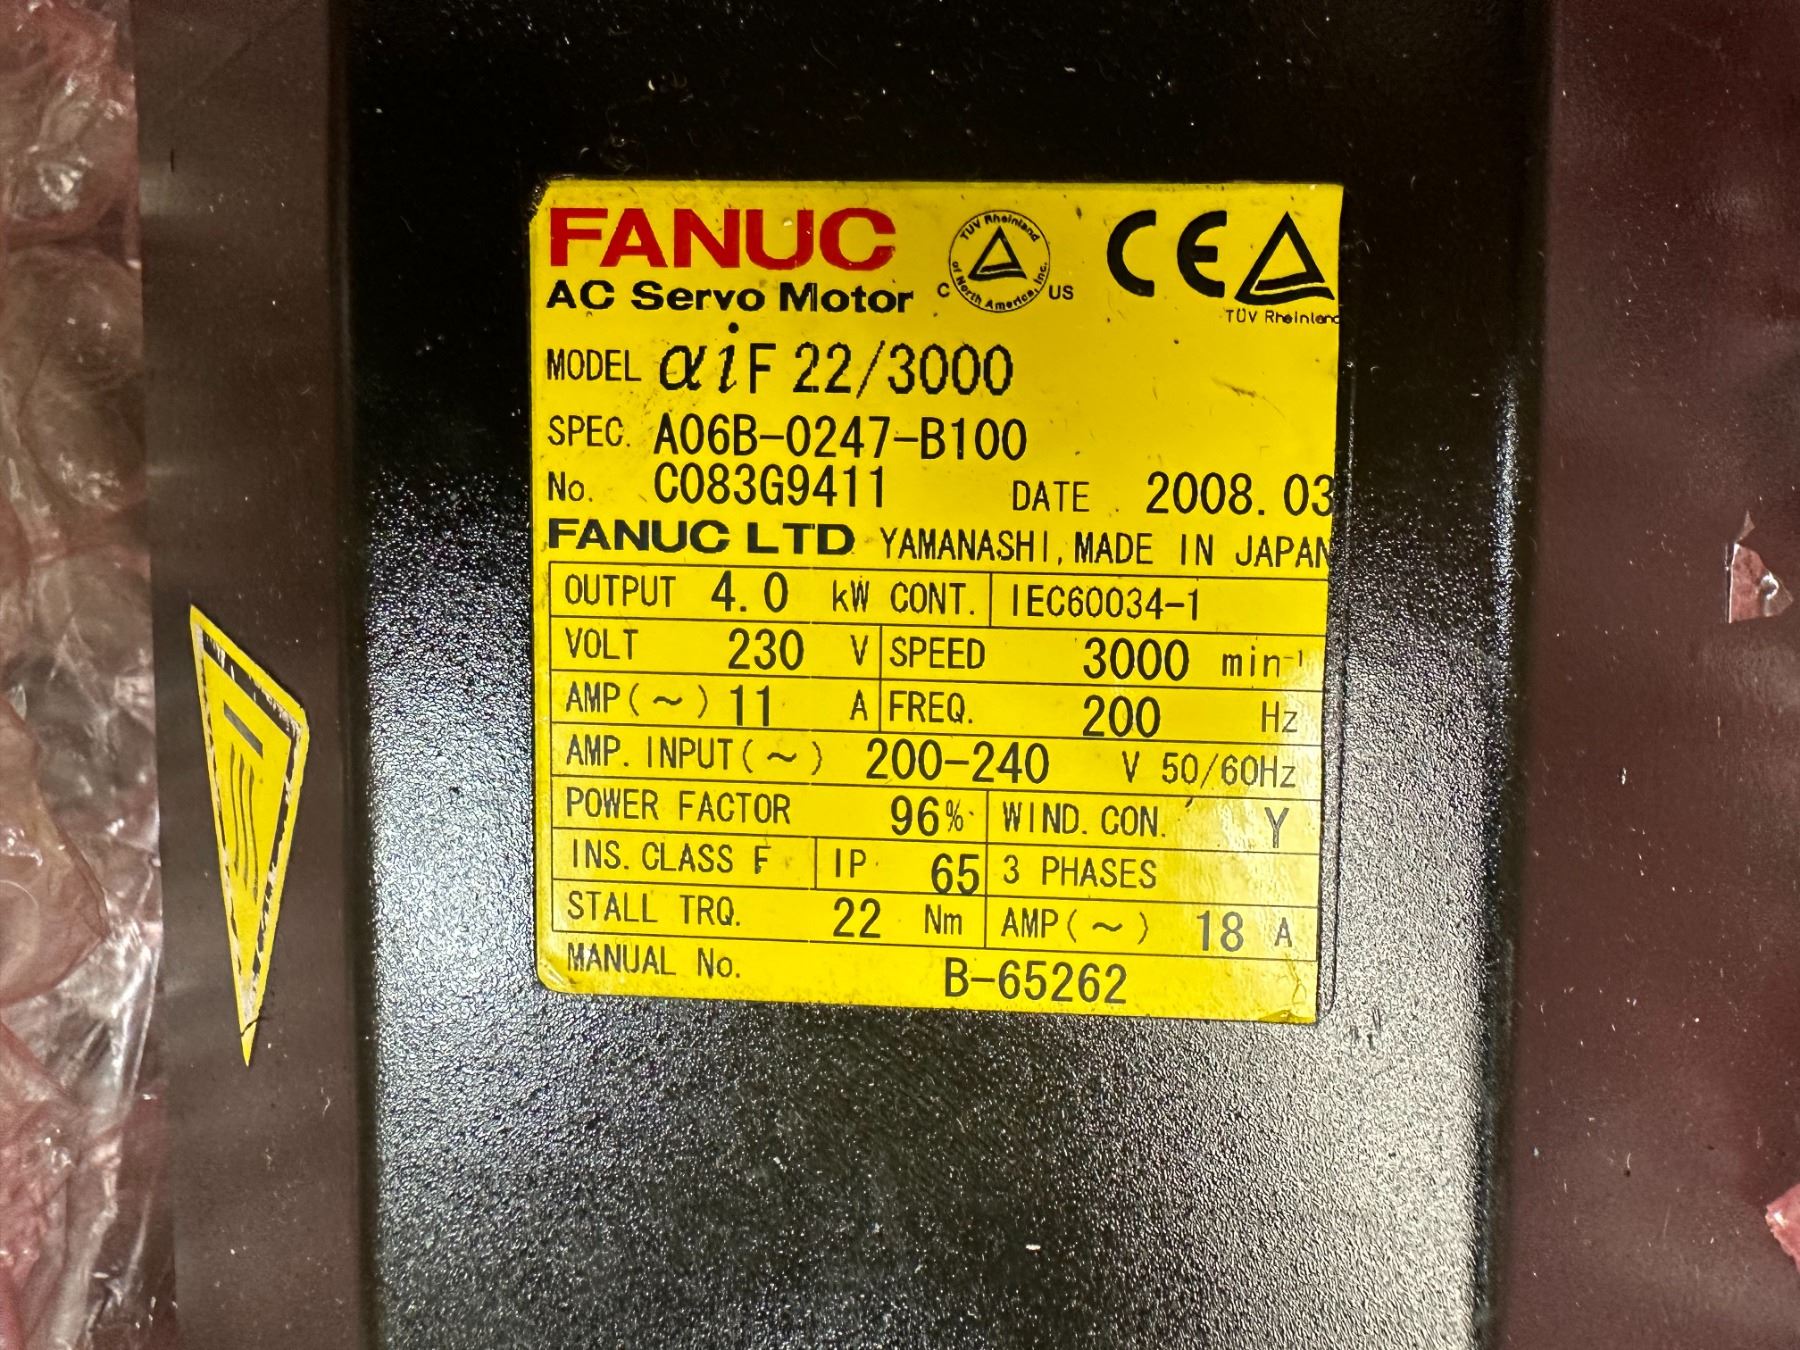 FANUC
TÜV Rheinland of North America, Inc.
C US
CE
TÜV Rheinland
AC Servo Motor
MODEL αiF 22/3000
SPEC. A06B-0247-B100
No. C083G9411 DATE 2008.03
FANUC LTD YAMANASHI, MADE IN JAPAN
OUTPUT 4.0 kW CONT. IEC60034-1
VOLT 230 V SPEED 3000 min-1
AMP(~) 11 A FREQ. 200 Hz
AMP. INPUT(~) 200-240 V 50/60Hz
POWER FACTOR 96% WIND. CON. Y
INS. CLASS F IP 65 3 PHASES
STALL TRQ. 22 Nm AMP(~) 18 A
MANUAL No. B-65262